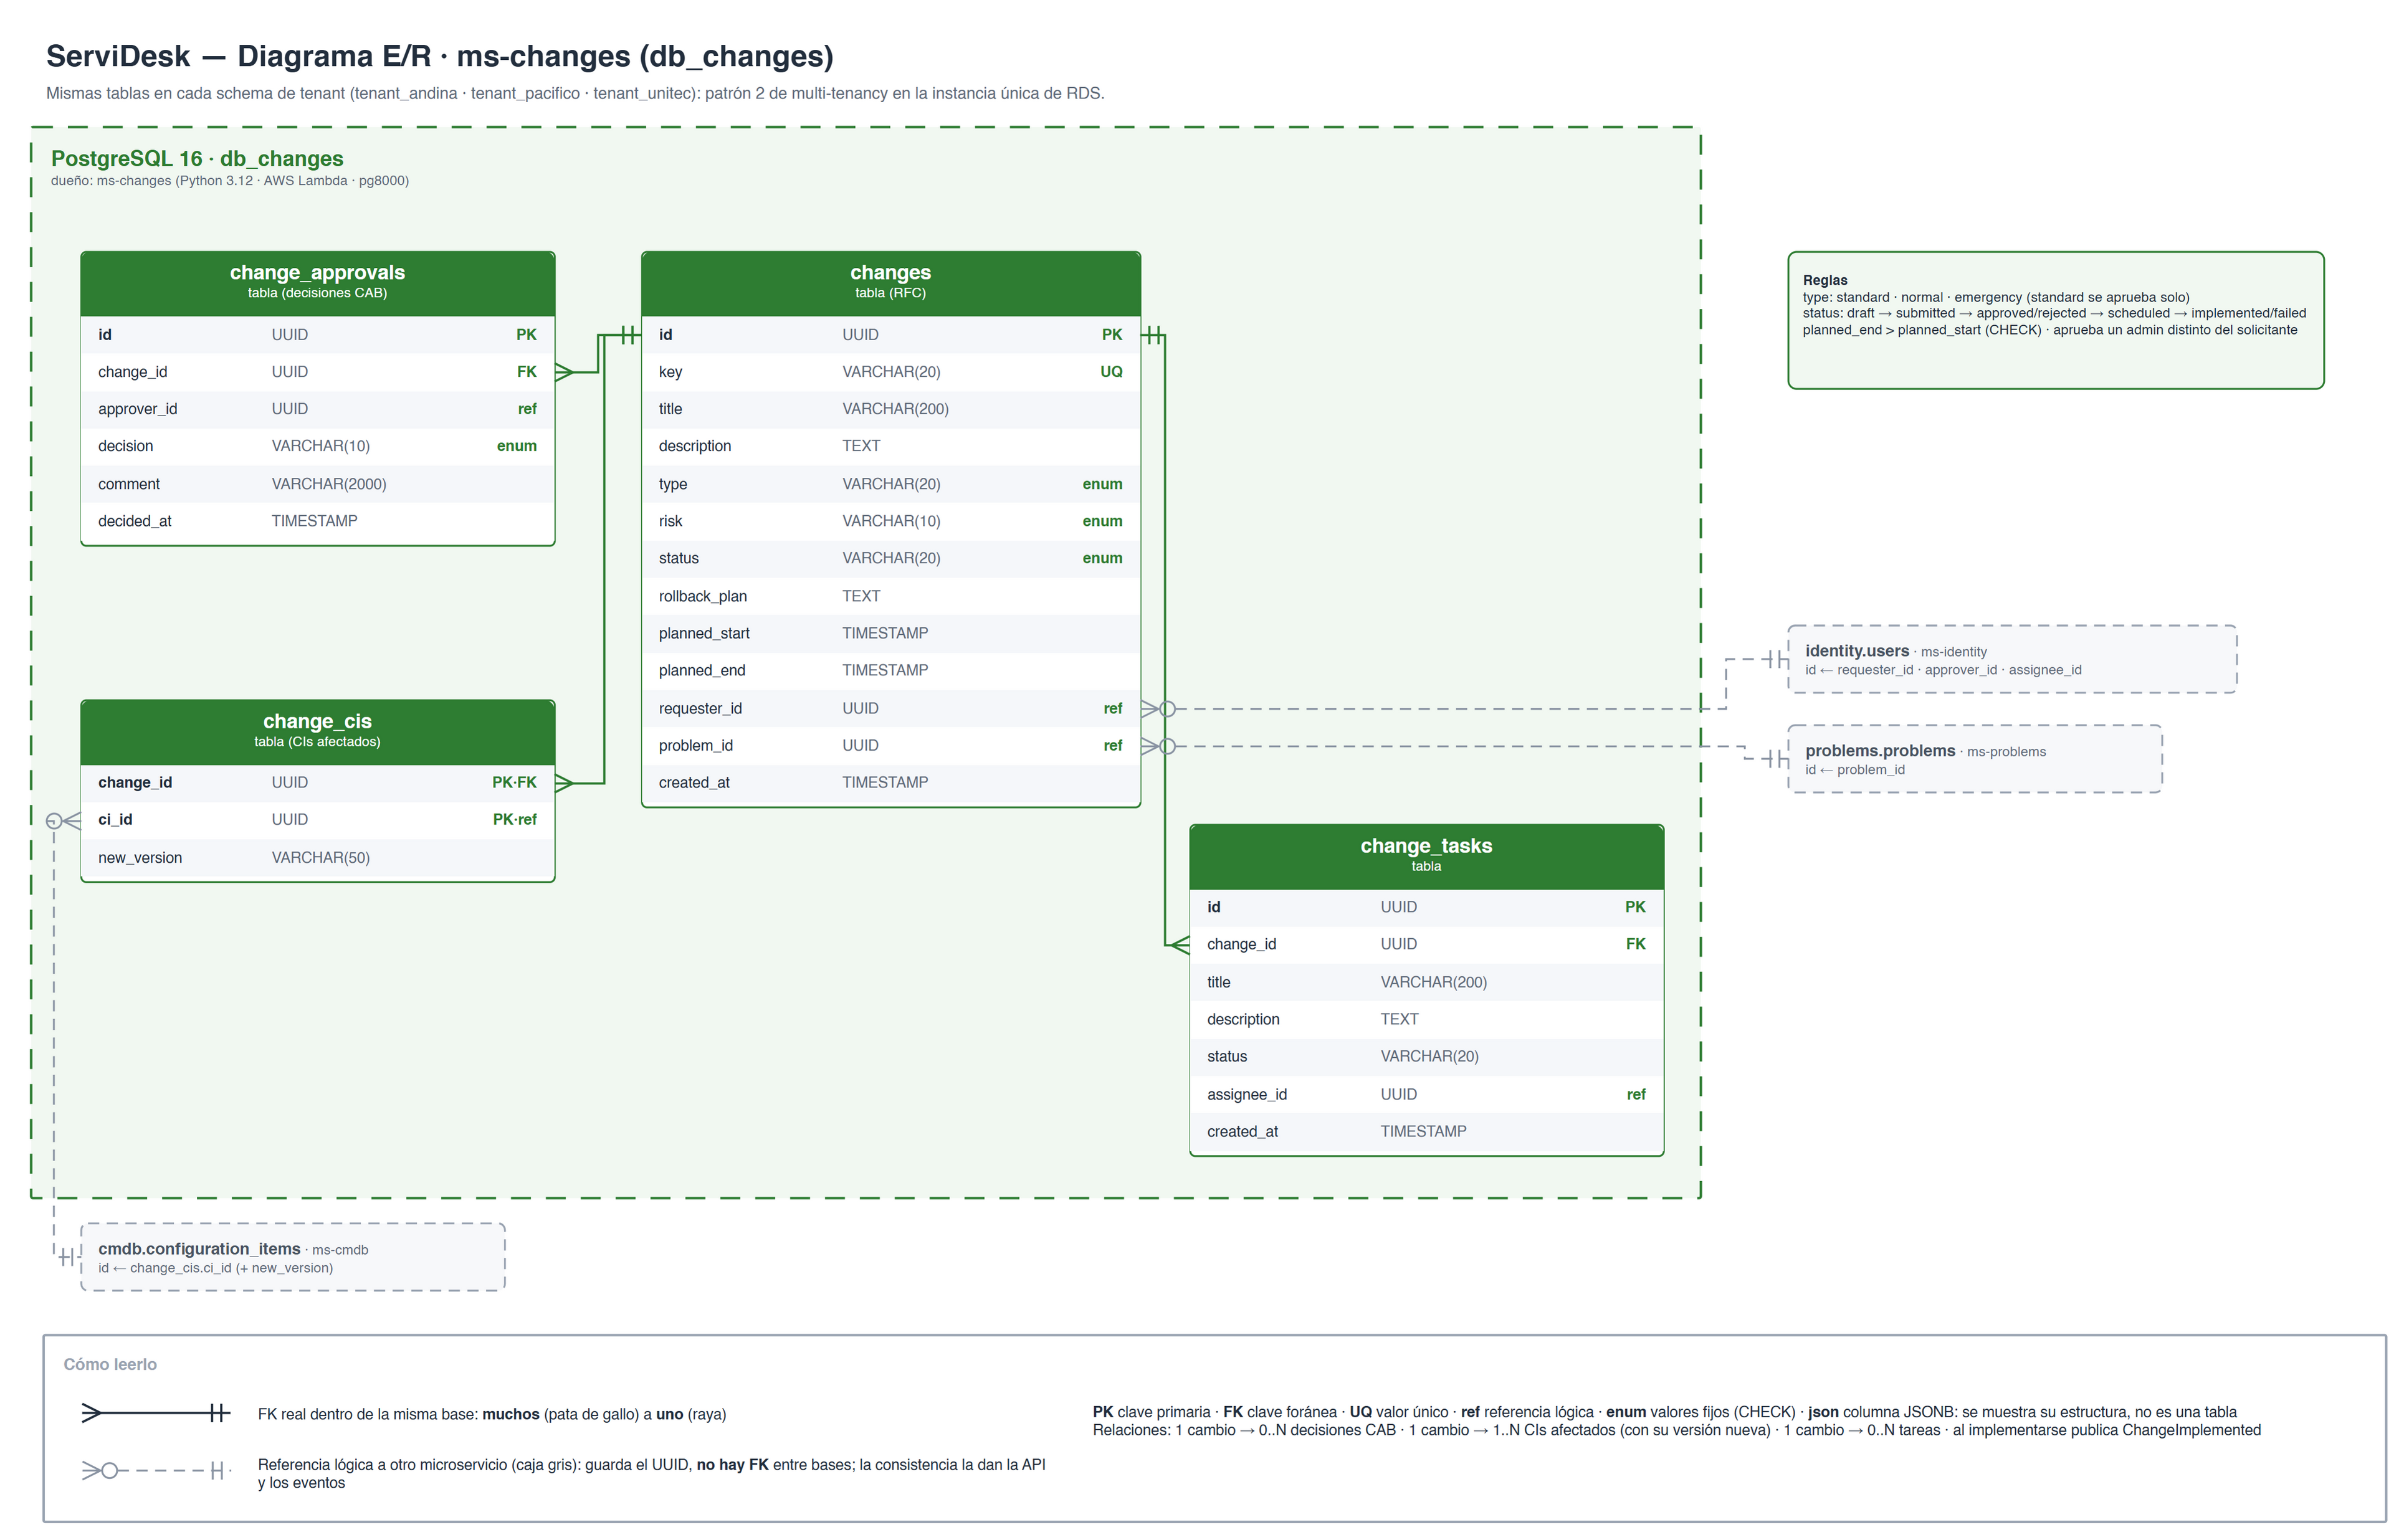 ServiDesk — Diagrama E/R · ms-changes (db_changes)
Mismas tablas en cada schema de tenant (tenant_andina · tenant_pacifico · tenant_unitec): patrón 2 de multi-tenancy en la instancia única de RDS.
PostgreSQL 16 · db_changes
dueño: ms-changes (Python 3.12 · AWS Lambda · pg8000)
change_approvals
tabla (decisiones CAB)
id UUID PK
change_id UUID FK
approver_id UUID ref
decision VARCHAR(10) enum
comment VARCHAR(2000)
decided_at TIMESTAMP
changes
tabla (RFC)
id UUID PK
key VARCHAR(20) UQ
title VARCHAR(200)
description TEXT
type VARCHAR(20) enum
risk VARCHAR(10) enum
status VARCHAR(20) enum
rollback_plan TEXT
planned_start TIMESTAMP
planned_end TIMESTAMP
requester_id UUID ref
problem_id UUID ref
created_at TIMESTAMP
Reglas
type: standard · normal · emergency (standard se aprueba solo)
status: draft → submitted → approved/rejected → scheduled → implemented/failed
planned_end > planned_start (CHECK) · aprueba un admin distinto del solicitante
identity.users · ms-identity
id ← requester_id · approver_id · assignee_id
problems.problems · ms-problems
id ← problem_id
change_cis
tabla (CIs afectados)
change_id UUID PK·FK
ci_id UUID PK·ref
new_version VARCHAR(50)
change_tasks
tabla
id UUID PK
change_id UUID FK
title VARCHAR(200)
description TEXT
status VARCHAR(20)
assignee_id UUID ref
created_at TIMESTAMP
cmdb.configuration_items · ms-cmdb
id ← change_cis.ci_id (+ new_version)
Cómo leerlo
FK real dentro de la misma base: muchos (pata de gallo) a uno (raya)
Referencia lógica a otro microservicio (caja gris): guarda el UUID, no hay FK entre bases; la consistencia la dan la API
y los eventos
PK clave primaria · FK clave foránea · UQ valor único · ref referencia lógica · enum valores fijos (CHECK) · json columna JSONB: se muestra su estructura, no es una tabla
Relaciones: 1 cambio → 0..N decisiones CAB · 1 cambio → 1..N CIs afectados (con su versión nueva) · 1 cambio → 0..N tareas · al implementarse publica ChangeImplemented